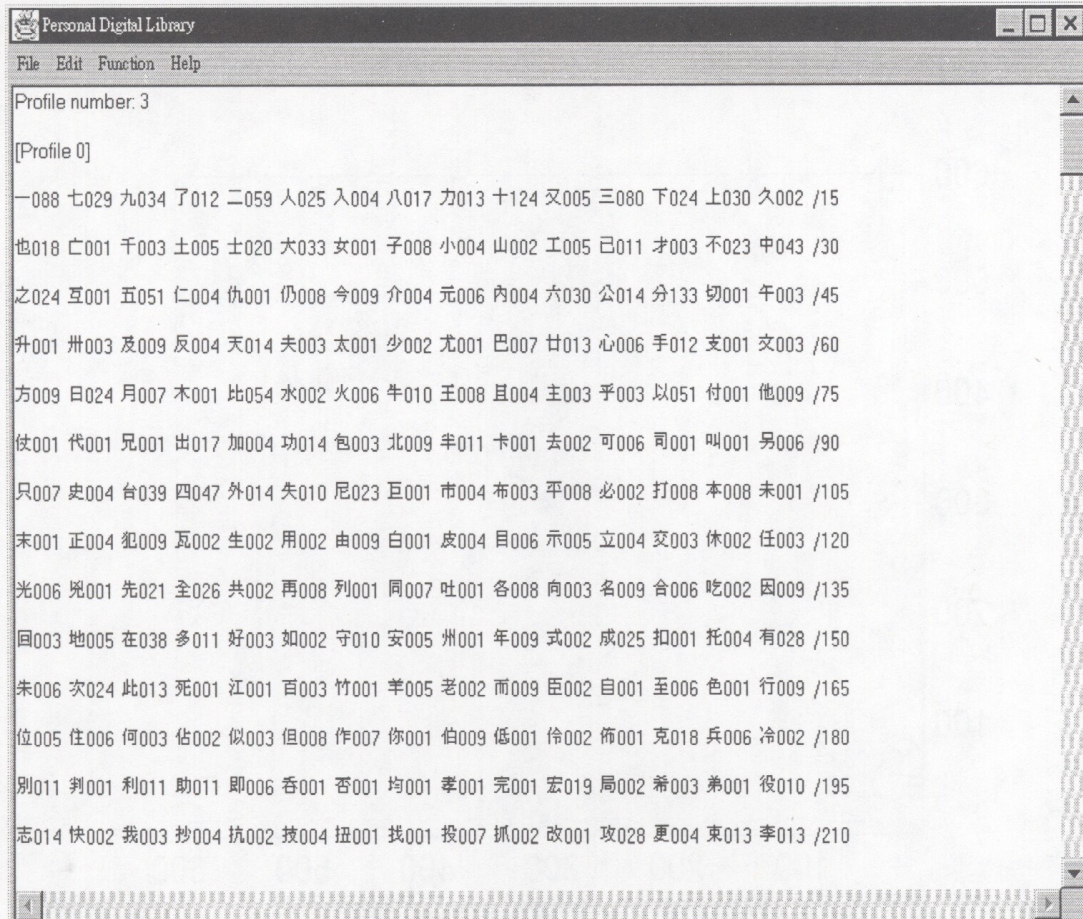 Personal Digital Library
File Edit Function Help
Profile number: 3
[Profile 0]
一088 七029 九034 了012 二059 人025 入004 八017 力013 十124 又005 三080 下024 上030 久002 /15
也018 亡001 千003 土005 士020 大033 女001 子008 小004 山002 工005 已011 才003 不023 中043 /30
之024 互001 五051 仁004 仇001 仍008 今009 介004 元006 內004 六030 公014 分133 切001 午003 /45
升001 卅003 及009 反004 天014 夫003 太001 少002 尤001 巴007 廿013 心006 手012 支001 文003 /60
方009 日024 月007 木001 比054 水002 火006 牛010 王008 且004 主003 乎003 以051 付001 他009 /75
仗001 代001 兄001 出017 加004 功014 包003 北009 半011 卡001 去002 可006 司001 叫001 另006 /90
只007 史004 台039 四047 外014 失010 尼023 巨001 市004 布003 平008 必002 打008 本008 未001 /105
末001 正004 犯009 瓦002 生002 用002 由009 白001 皮004 目006 示005 立004 交003 休002 任003 /120
光006 兇001 先021 全026 共002 再008 列001 同007 吐001 各008 向003 名009 合006 吃002 因009 /135
回003 地005 在038 多011 好003 如002 守010 安005 州001 年009 式002 成025 扣001 托004 有028 /150
朱006 次024 此013 死001 江001 百003 竹001 羊005 老002 而009 臣002 自001 至006 色001 行009 /165
位005 住006 何003 佔002 似003 但008 作007 你001 伯009 低001 伶002 佈001 克018 兵006 冷002 /180
別011 判001 利011 助011 即006 吞001 否001 均001 孝001 完001 宏019 局002 希003 弟001 役010 /195
志014 快002 我003 抄004 抗002 技004 扭001 找001 投007 抓002 改001 攻028 更004 束013 李013 /210